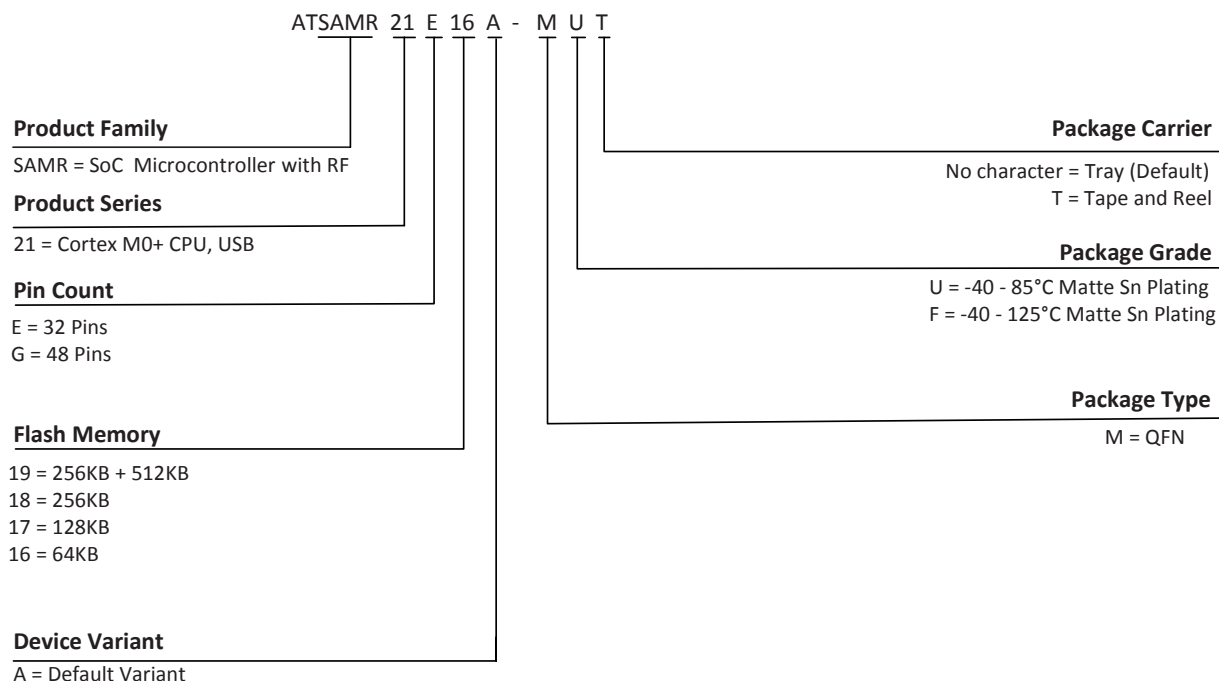 ATSAMR 21 E 16 A - M U T
Product Family
SAMR = SoC Microcontroller with RF
Product Series
21 = Cortex M0+ CPU, USB
Pin Count
E = 32 Pins
G = 48 Pins
Flash Memory
19 = 256KB + 512KB
18 = 256KB
17 = 128KB
16 = 64KB
Device Variant
A = Default Variant
Package Carrier
No character = Tray (Default)
T = Tape and Reel
Package Grade
U = -40 - 85°C Matte Sn Plating
F = -40 - 125°C Matte Sn Plating
Package Type
M = QFN